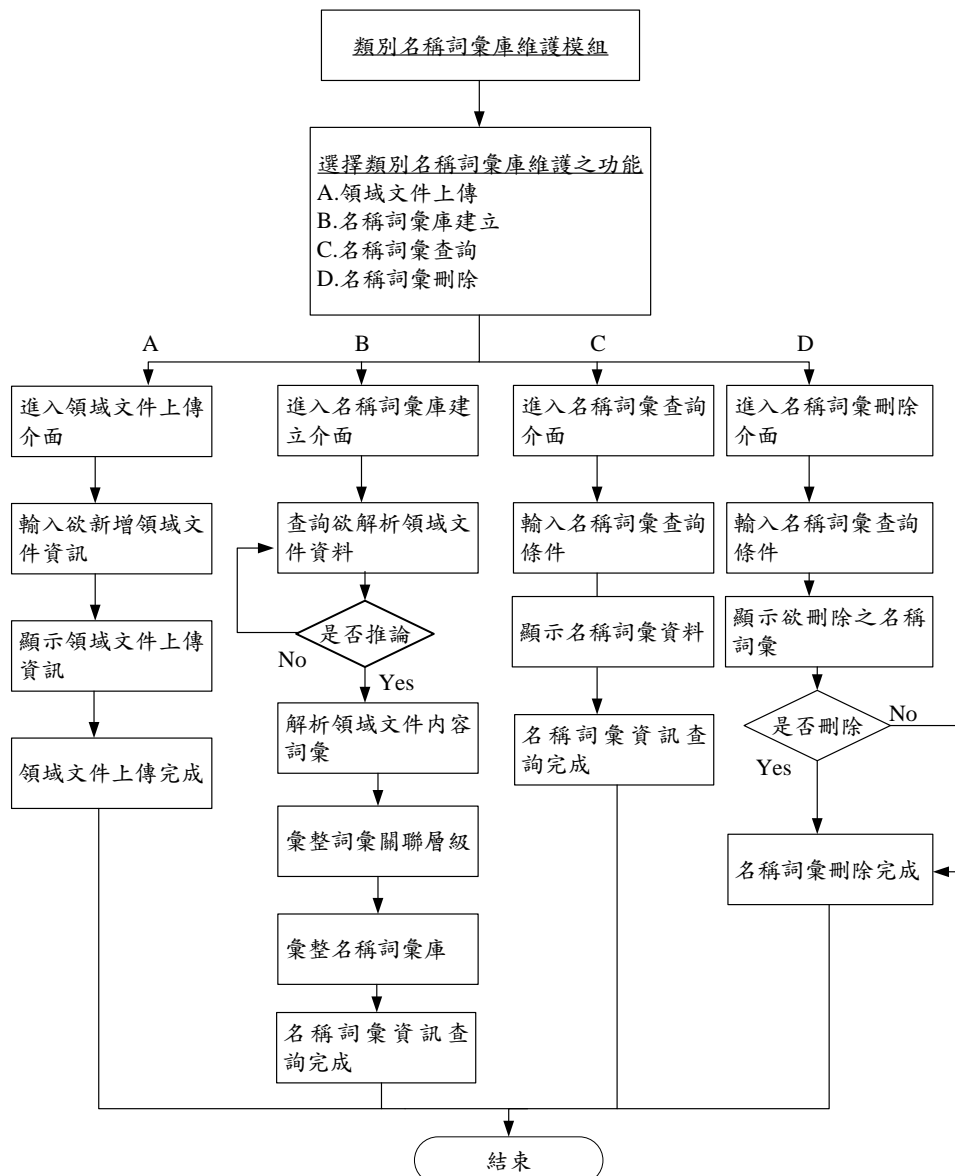 類別名稱詞彙庫維護模組
選擇類別名稱詞彙庫維護之功能
A.領域文件上傳
B.名稱詞彙庫建立
C.名稱詞彙查詢
D.名稱詞彙刪除
A
B
C
D
進入領域文件上傳
介面
輸入欲新增領域文
件資訊
顯示領域文件上傳
資訊
領域文件上傳完成
進入名稱詞彙庫建
立介面
查詢欲解析領域文
件資料
是否推論
No
Yes
解析領域文件內容
詞彙
彙整詞彙關聯層級
彙整名稱詞彙庫
名稱詞彙資訊查
詢完成
進入名稱詞彙查詢
介面
輸入名稱詞彙查詢
條件
顯示名稱詞彙資料
名稱詞彙資訊查
詢完成
進入名稱詞彙刪除
介面
輸入名稱詞彙查詢
條件
顯示欲刪除之名稱
詞彙
是否刪除
No
Yes
名稱詞彙刪除完成
結束